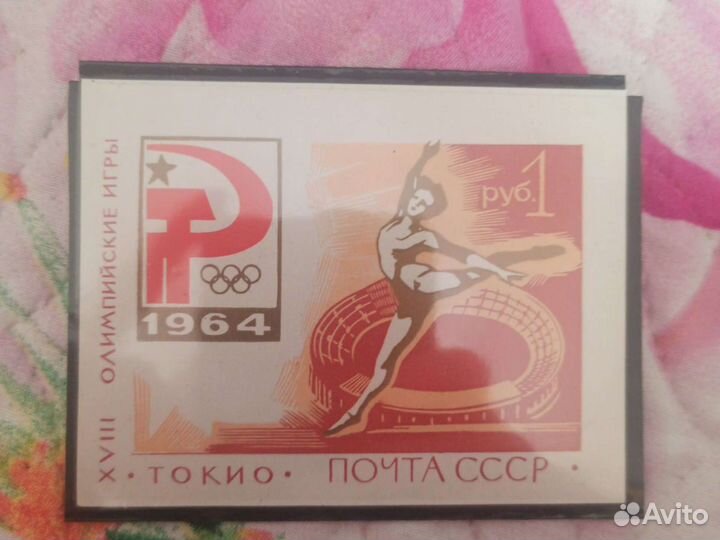 XVIII ОЛИМПИЙСКИЕ ИГРЫ
1964
руб. 1
• ТОКИО • ПОЧТА СССР •
Avito